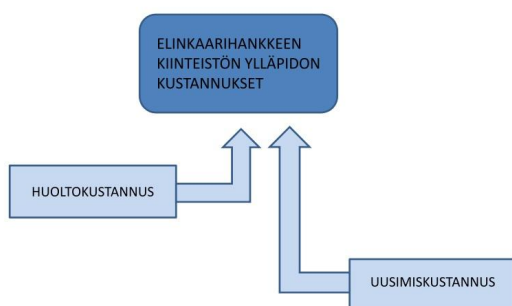 ELINKAARIHANKKEEN
KIINTEISTÖN YLLÄPIDON
KUSTANNUKSET
HUOLTOKUSTANNUS
UUSIMISKUSTANNUS